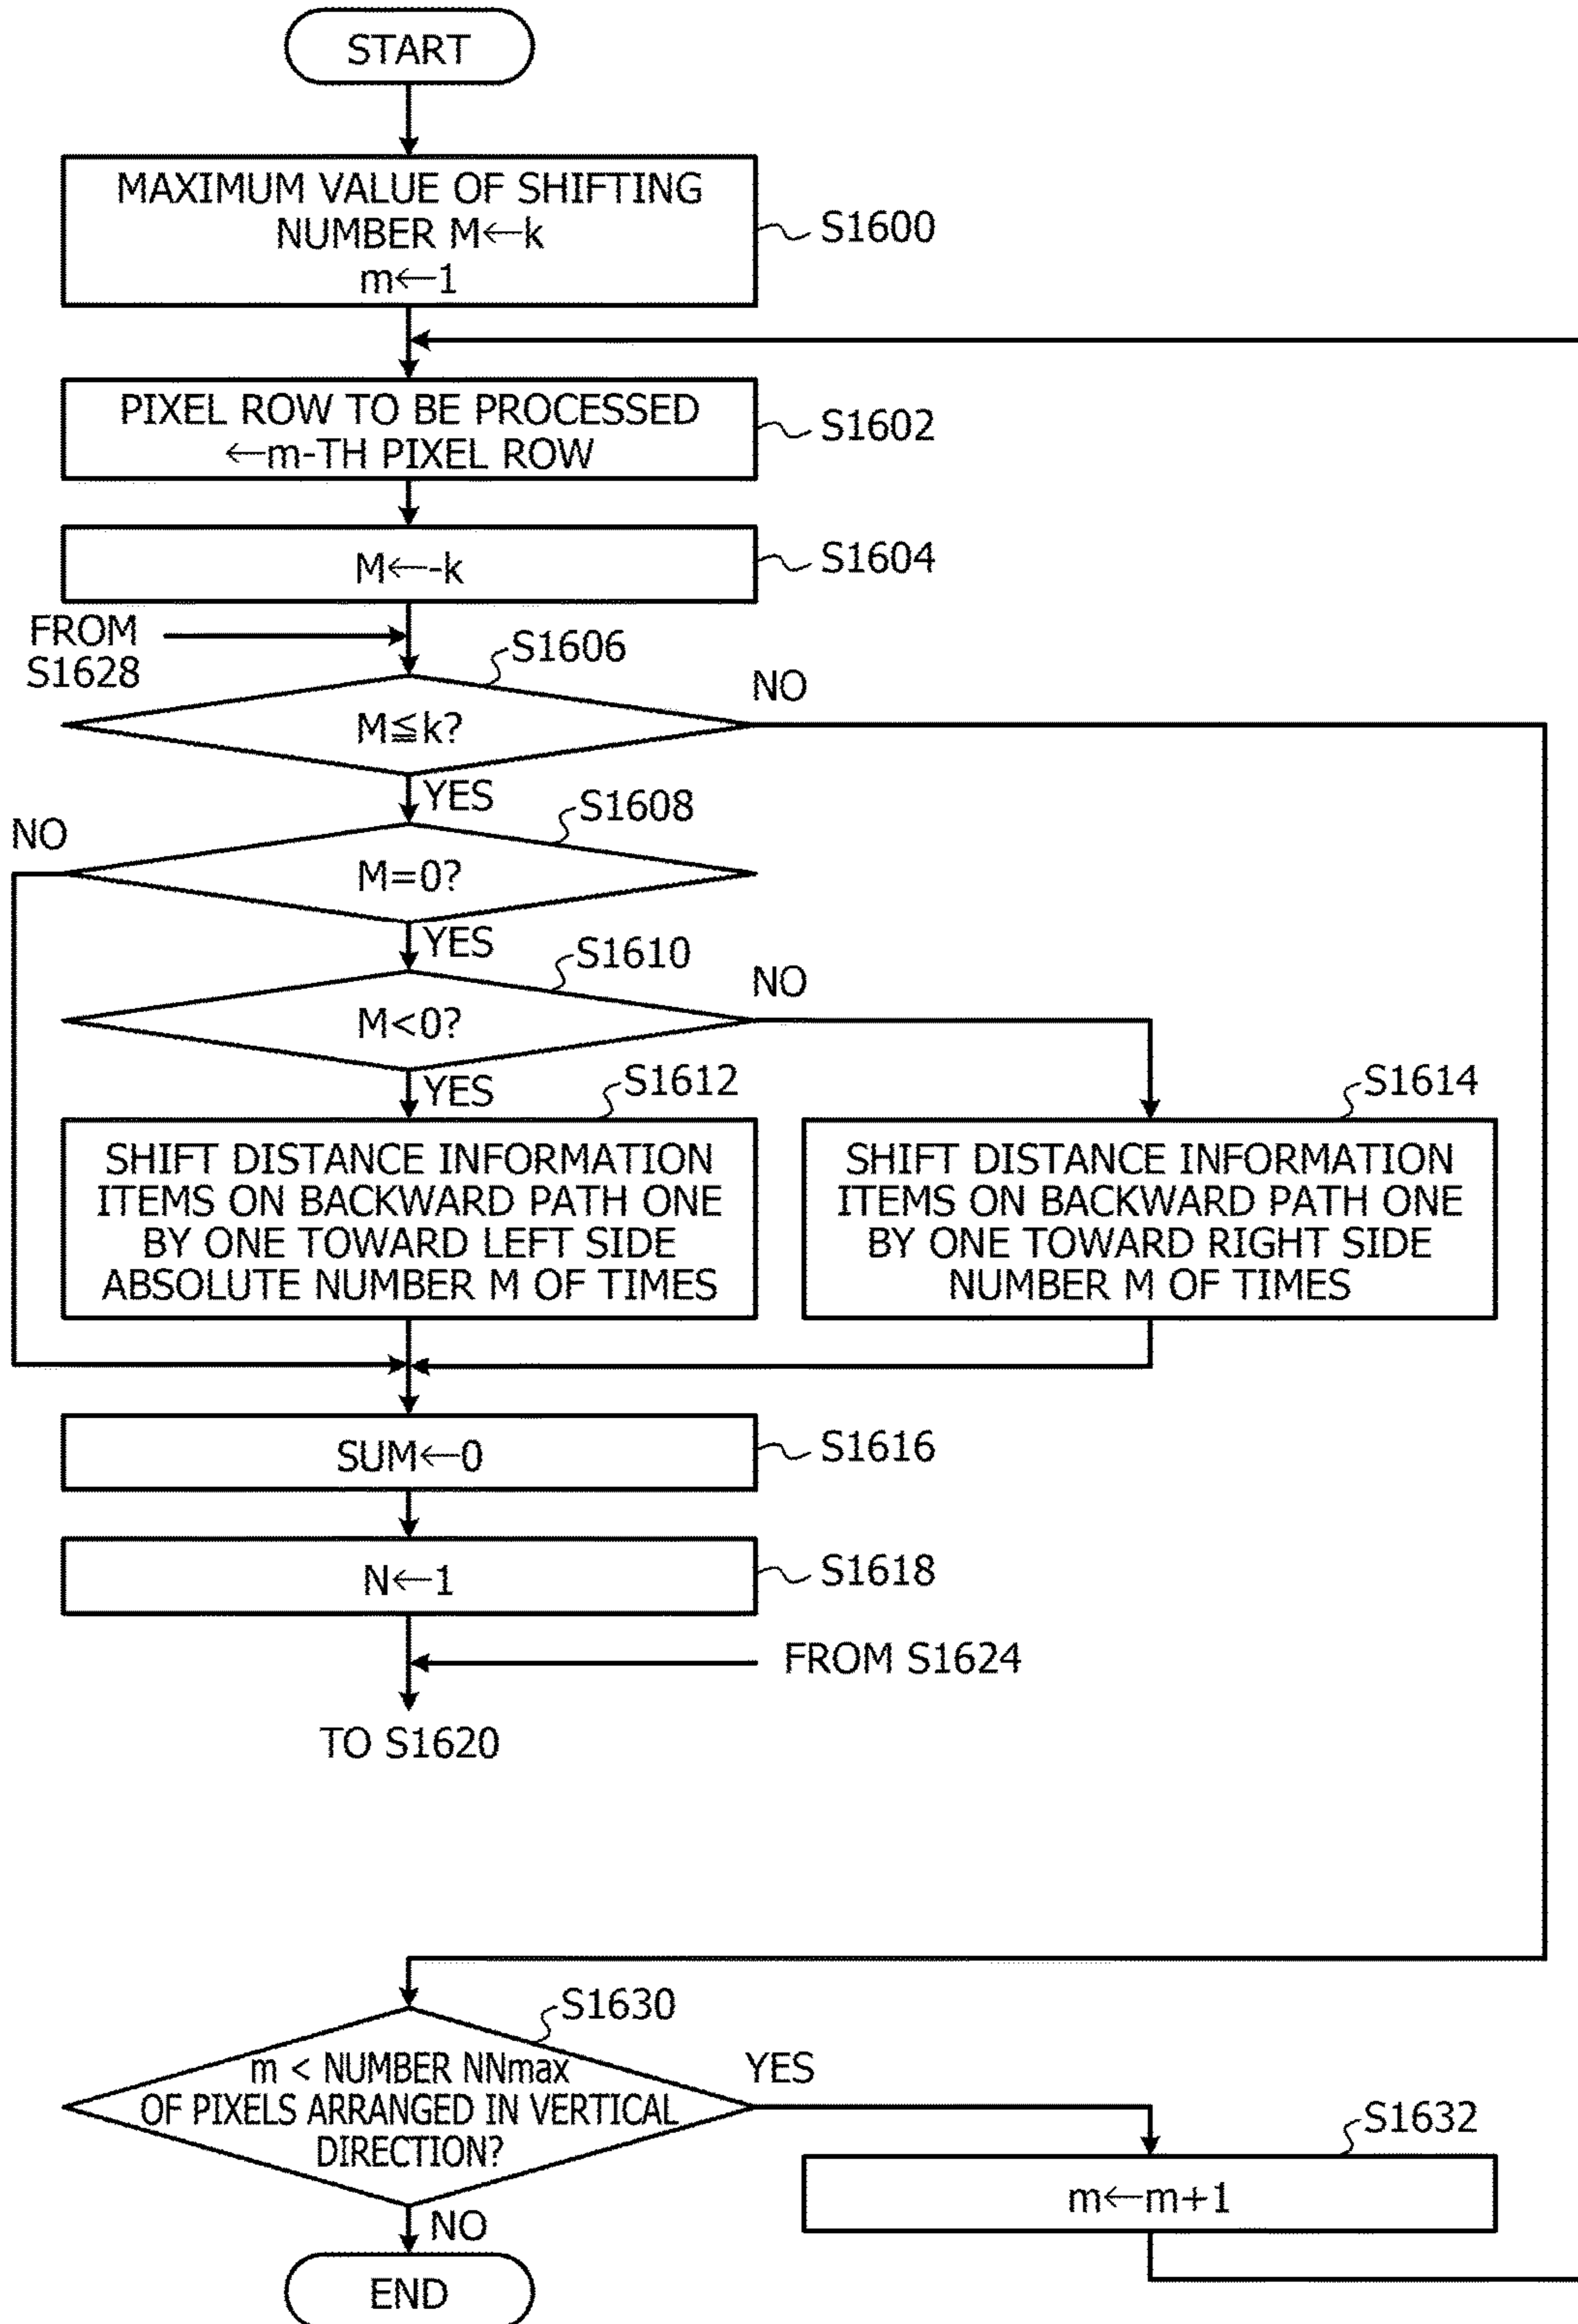 START
MAXIMUM VALUE OF SHIFTING
NUMBER M←k
m←1
S1600
PIXEL ROW TO BE PROCESSED
←m-TH PIXEL ROW
S1602
M←-k
S1604
FROM
S1628
S1606
M≦k?
NO
YES
S1608
NO
M=0?
YES
S1610
NO
M<0?
YES
S1612
SHIFT DISTANCE INFORMATION
ITEMS ON BACKWARD PATH ONE
BY ONE TOWARD LEFT SIDE
ABSOLUTE NUMBER M OF TIMES
S1614
SHIFT DISTANCE INFORMATION
ITEMS ON BACKWARD PATH ONE
BY ONE TOWARD RIGHT SIDE
NUMBER M OF TIMES
SUM←0
S1616
N←1
S1618
FROM S1624
TO S1620
S1630
m < NUMBER NNmax
OF PIXELS ARRANGED IN VERTICAL
DIRECTION?
YES
S1632
m←m+1
NO
END